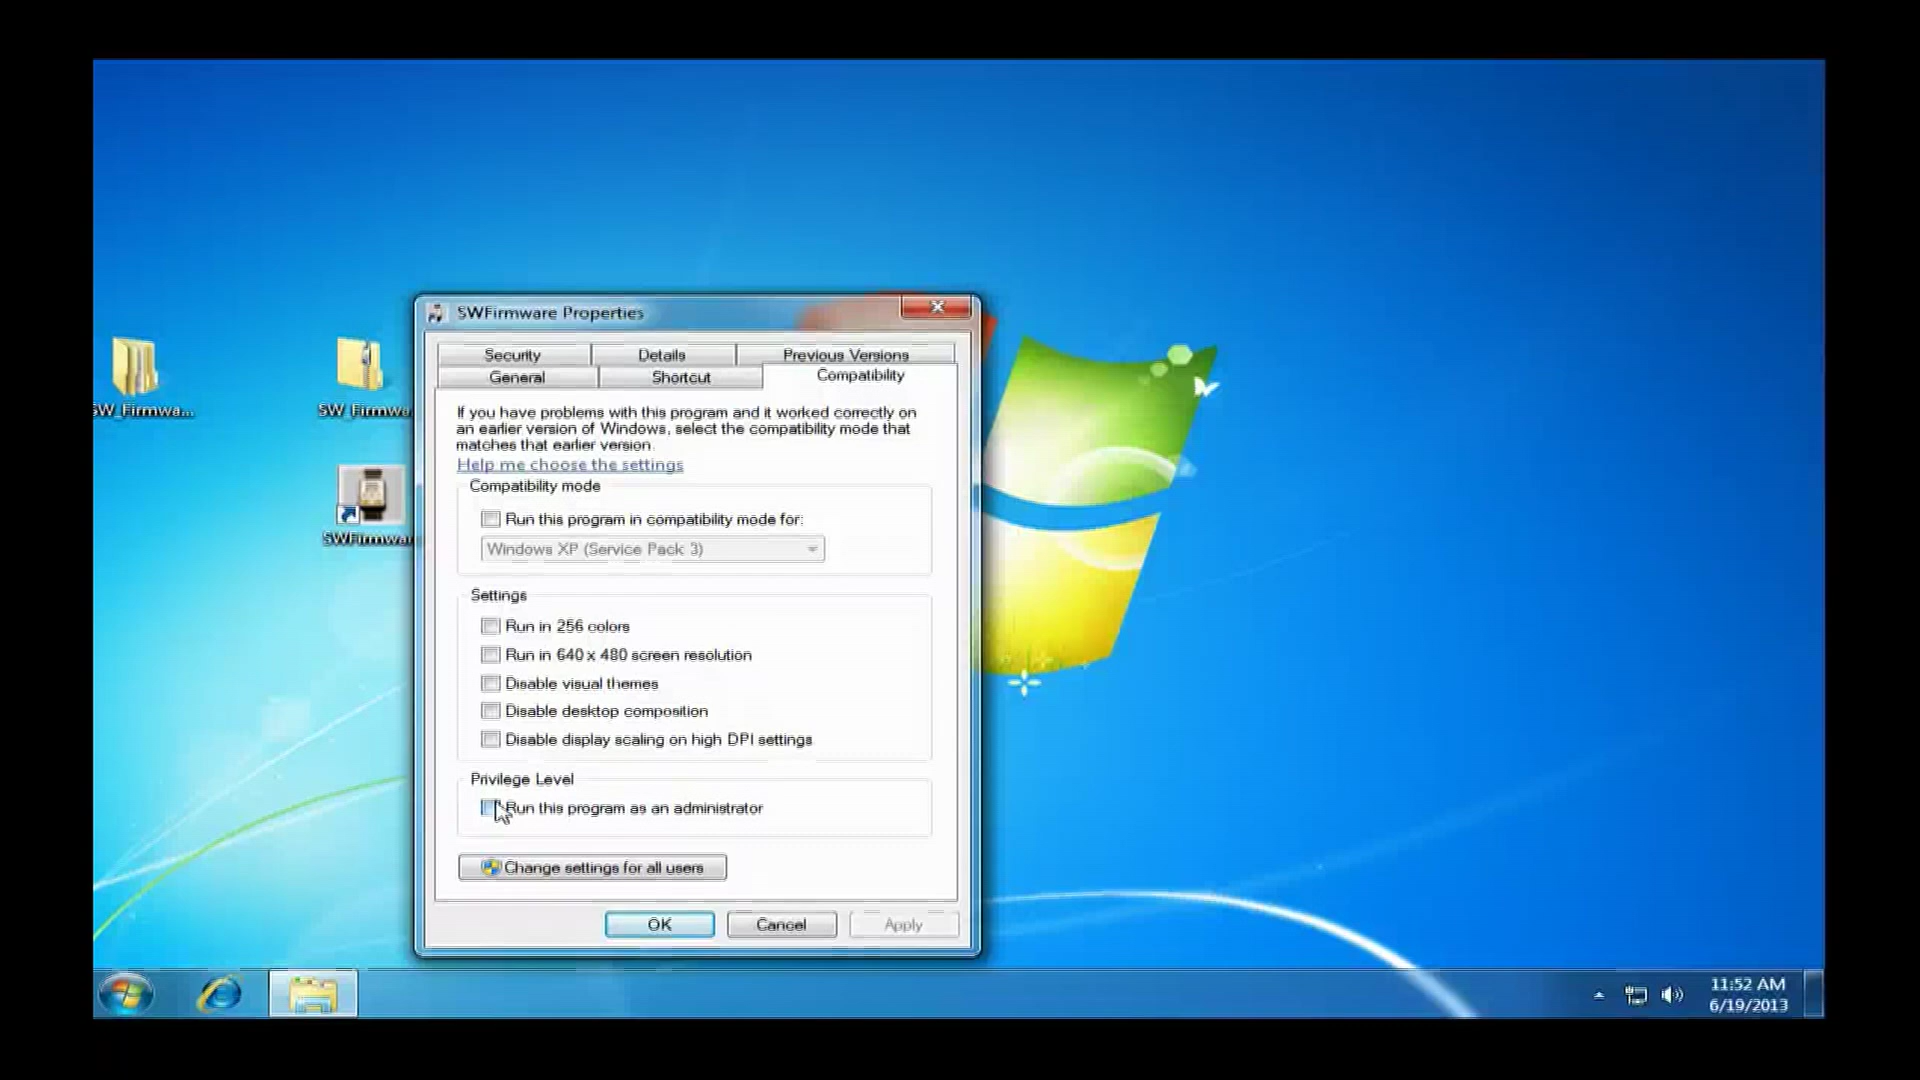 SWFirmware Properties
Security
Details
Previous Versions
General
Shortcut
Compatibility
If you have problems with this program and it worked correctly on
an earlier version of Windows, select the compatibility mode that
matches that earlier version.
Help me choose the settings
Compatibility mode
Run this program in compatibility mode for:
Windows XP (Service Pack 3)
Settings
Run in 256 colors
Run in 640 x 480 screen resolution
Disable visual themes
Disable desktop composition
Disable display scaling on high DPI settings
Privilege Level
Run this program as an administrator
Change settings for all users
OK
Cancel
Apply
SW_Firmwa...
SW_Firmwa
SWFirmwar
11:52 AM
6/19/2013